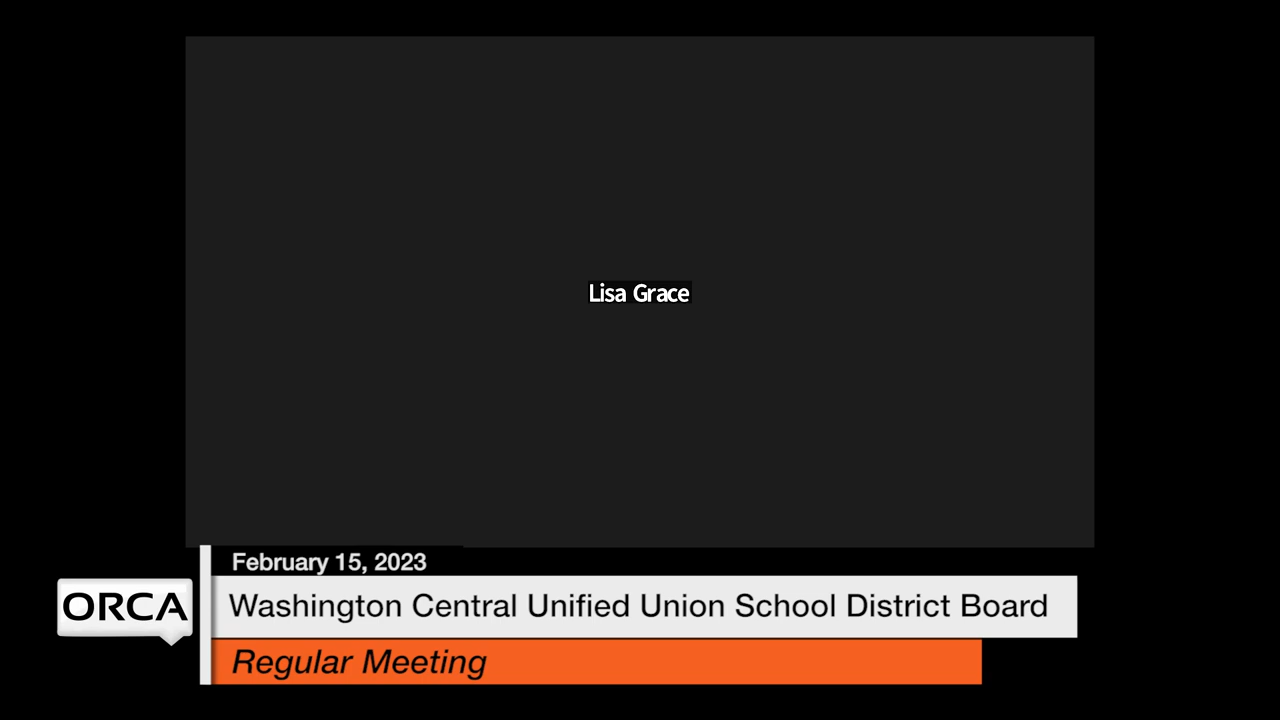 Lisa Grace
February 15, 2023
ORCA
Washington Central Unified Union School District Board
Regular Meeting